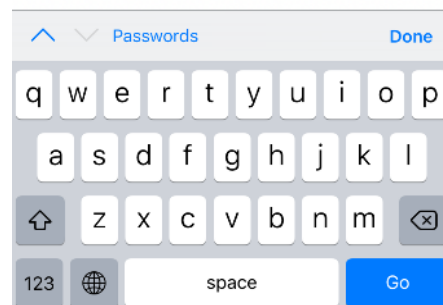 Passwords Done
q w e r t y u i o p
a s d f g h j k l
z x c v b n m
123 space Go